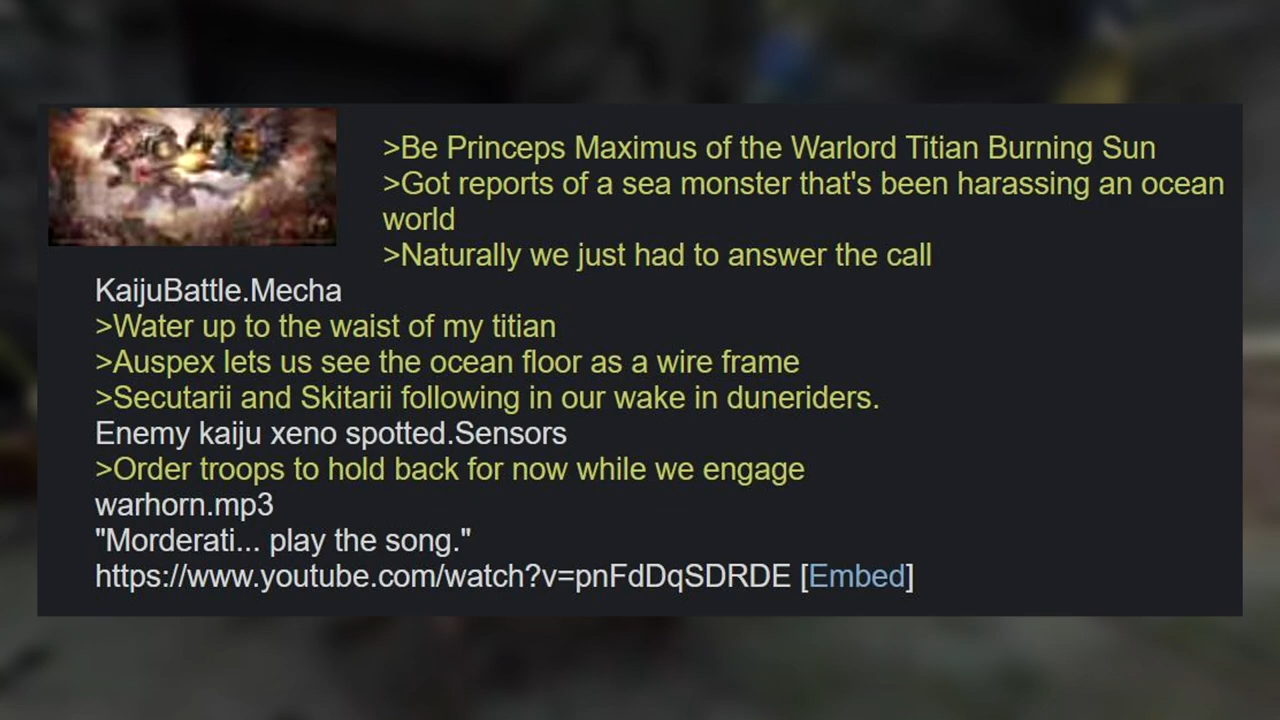 >Be Princeps Maximus of the Warlord Titian Burning Sun
>Got reports of a sea monster that's been harassing an ocean
world
>Naturally we just had to answer the call
KaijuBattle.Mecha
>Water up to the waist of my titian
>Auspex lets us see the ocean floor as a wire frame
>Secutarii and Skitarii following in our wake in duneriders.
Enemy kaiju xeno spotted.Sensors
>Order troops to hold back for now while we engage
warhorn.mp3
"Morderati... play the song."
https://www.youtube.com/watch?v=pnFdDqSDRDE [Embed]